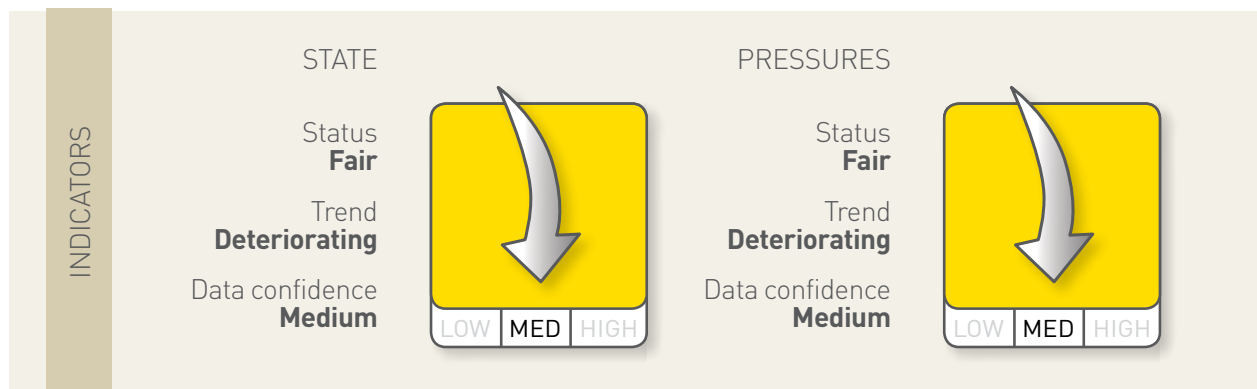 INDICATORS
STATE
Status
Fair
Trend
Deteriorating
Data confidence
Medium
LOW MED HIGH
PRESSURES
Status
Fair
Trend
Deteriorating
Data confidence
Medium
LOW MED HIGH